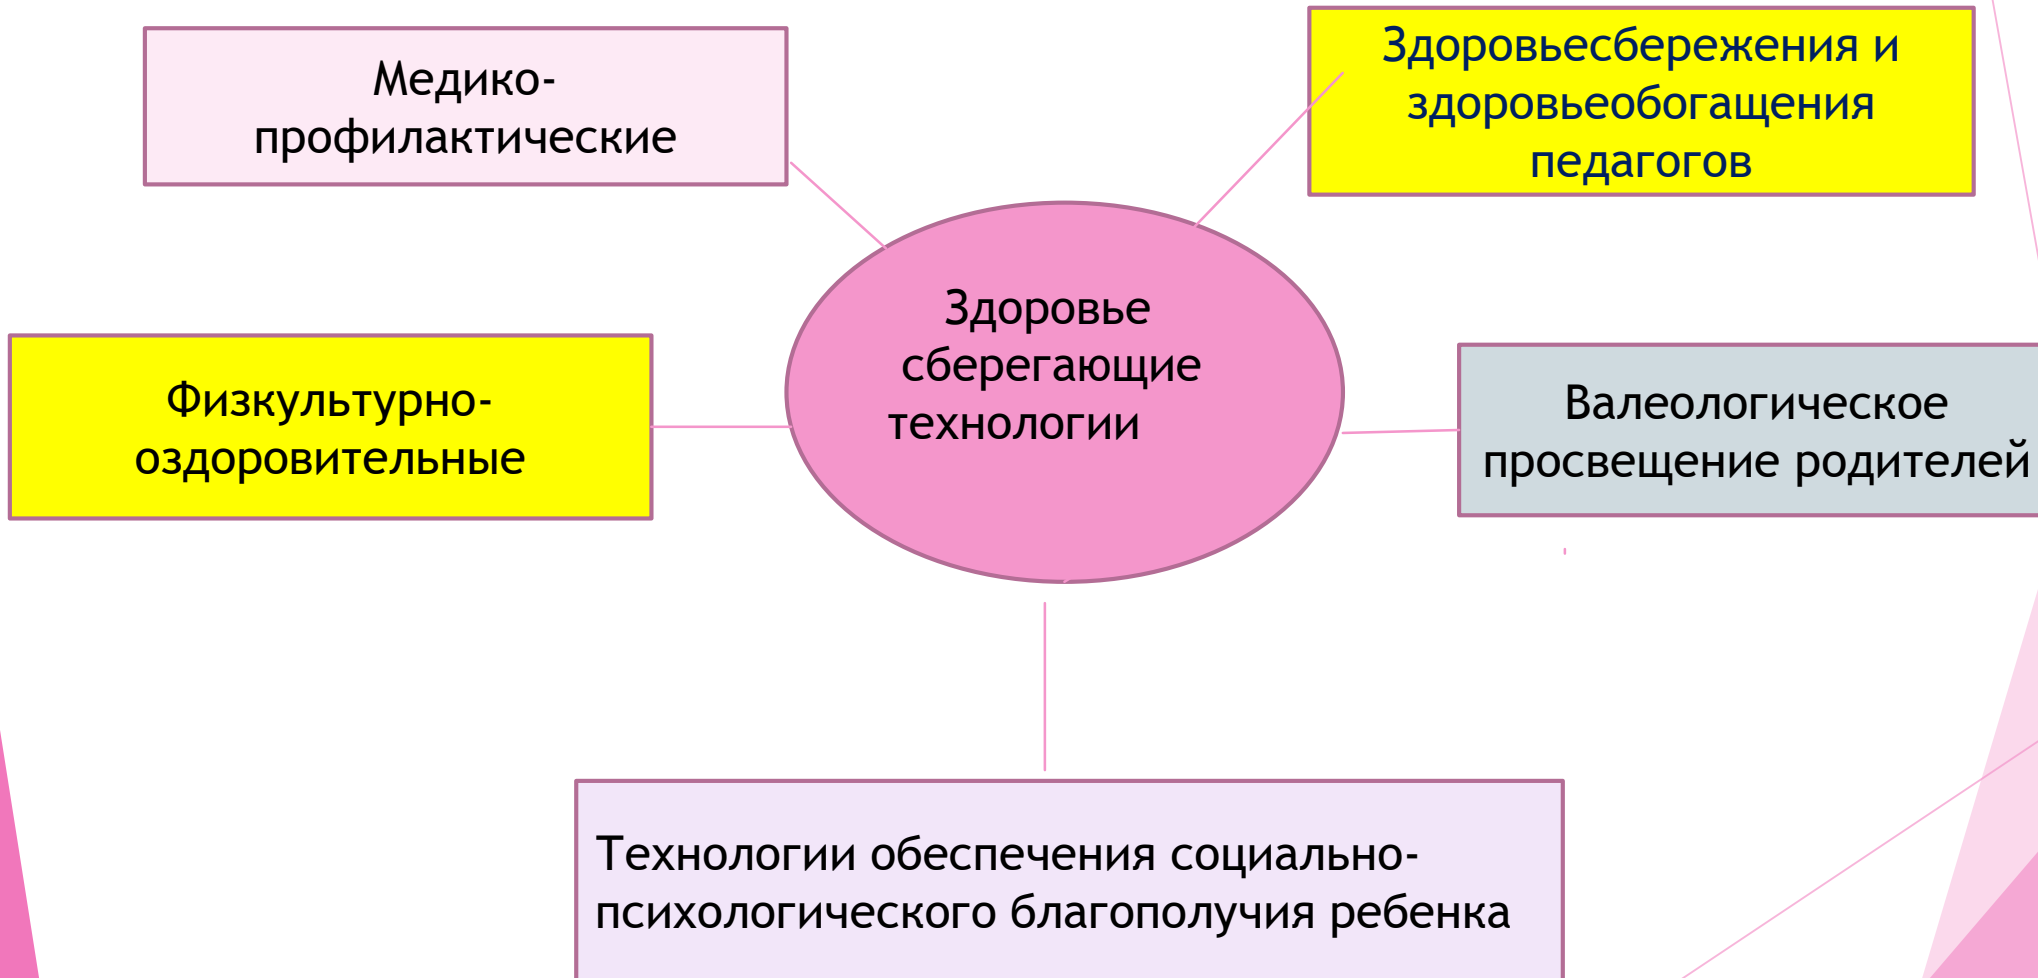 Медико-
профилактические
Здоровьесбережения и
здоровьеобогащения
педагогов
Здоровье
сберегающие
технологии
Физкультурно-
оздоровительные
Валеологическое
просвещение родителей
Технологии обеспечения социально-
психологического благополучия ребенка